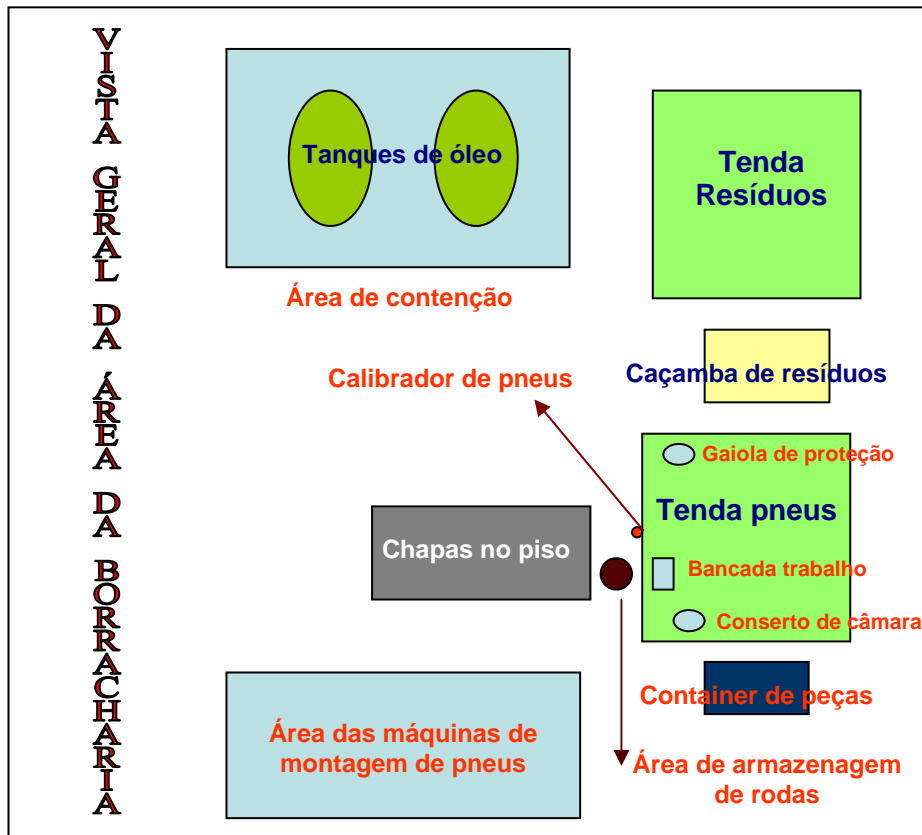 VISTA GERAL DA ÁREA DA BORRACHARIA
Tanques de óleo
Tenda
Resíduos
Área de contenção
Caçamba de resíduos
Calibrador de pneus
Gaiola de proteção
Tenda pneus
Chapas no piso
Bancada trabalho
Conserto de câmara
Container de peças
Área das máquinas de
montagem de pneus
Área de armazenagem
de rodas